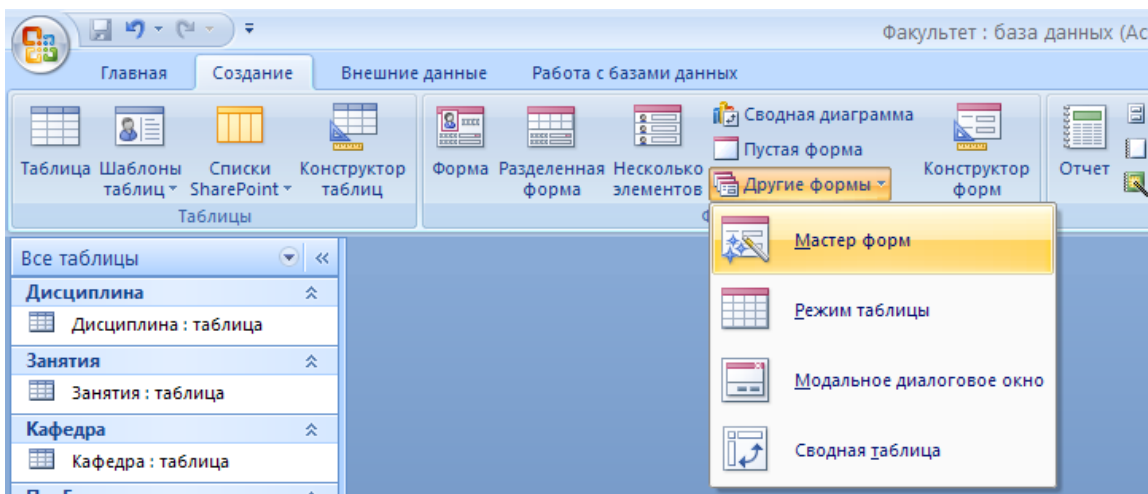 Факультет : база данных (Ac
Главная Создание Внешние данные Работа с базами данных
Таблица
Шаблоны таблиц
Списки SharePoint
Конструктор таблиц
Таблицы
Форма
Разделенная форма
Несколько элементов
Сводная диаграмма
Пустая форма
Другие формы
Конструктор форм
Отчет
Мастер форм
Режим таблицы
Модальное диалоговое окно
Сводная таблица
Все таблицы
Дисциплина
Дисциплина : таблица
Занятия
Занятия : таблица
Кафедра
Кафедра : таблица